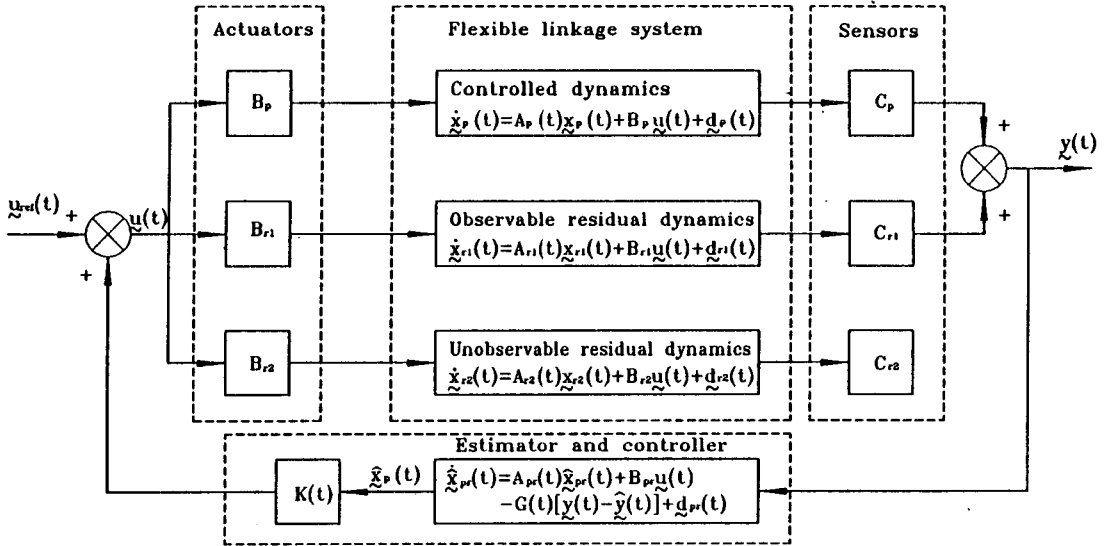 Actuators
Flexible linkage system
Sensors
Bₚ
Controlled dynamics
ẋₚ(t)=Aₚ(t)xₚ(t)+Bₚu(t)+dₚ(t)
Cₚ
+
y(t)
u_ref(t) +
u(t)
+
Bᵣ₁
Observable residual dynamics
ẋᵣ₁(t)=Aᵣ₁(t)xᵣ₁(t)+Bᵣ₁u(t)+dᵣ₁(t)
Cᵣ₁
+
Bᵣ₂
Unobservable residual dynamics
ẋᵣ₂(t)=Aᵣ₂(t)xᵣ₂(t)+Bᵣ₂u(t)+dᵣ₂(t)
Cᵣ₂
Estimator and controller
K(t)
x̂ₚ(t)
x̂̇ₚᵣ(t)=Aₚᵣ(t)x̂ₚᵣ(t)+Bₚᵣu(t)
-G(t)[y(t)-ŷ(t)]+dₚᵣ(t)